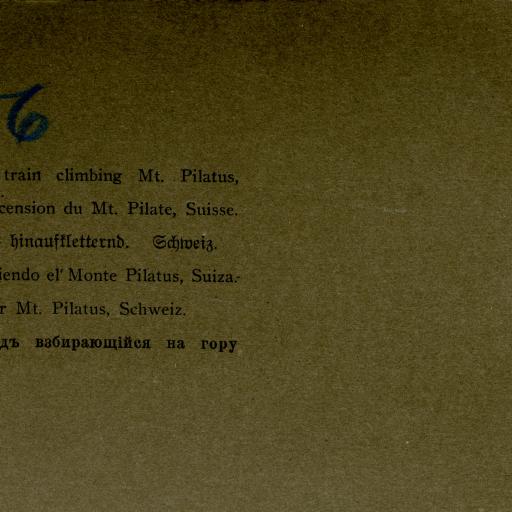 train climbing Mt. Pilatus,
cension du Mt. Pilate, Suisse.
hinaufkletternd. Schweiz.
iendo el' Monte Pilatus, Suiza.
r Mt. Pilatus, Schweiz.
дъ взбирающійся на гору